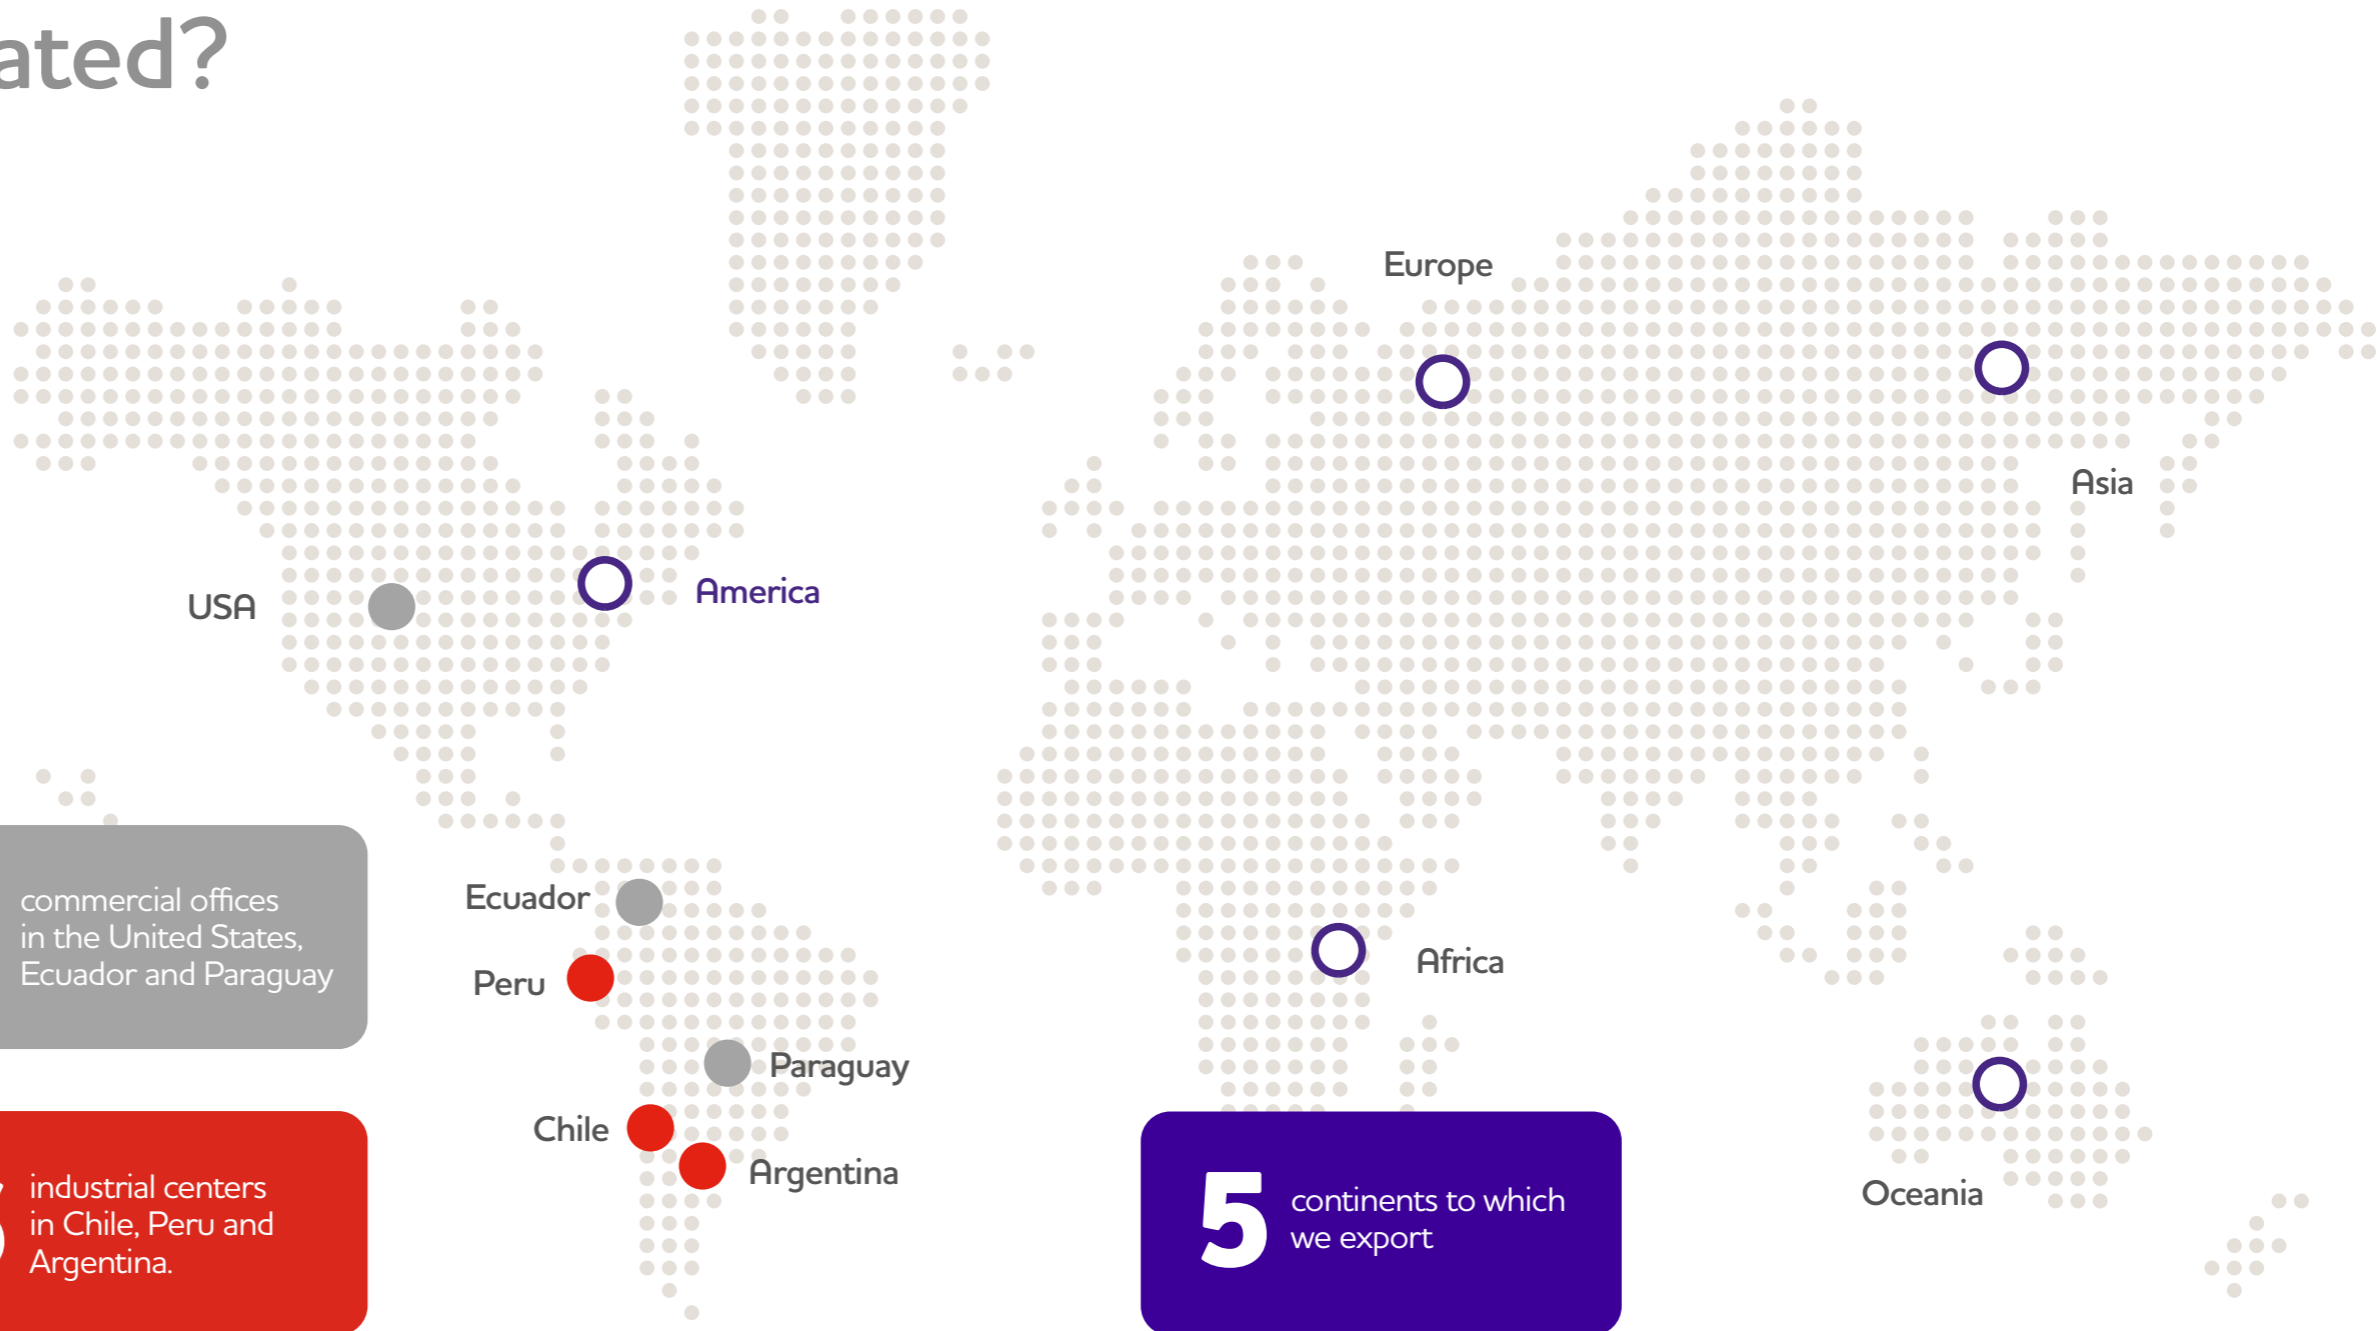 Europe
Asia
USA
America
commercial offices
in the United States,
Ecuador and Paraguay
Ecuador
Peru
Africa
Paraguay
Chile
Argentina
industrial centers
in Chile, Peru and
Argentina.
5 continents to which
we export
Oceania